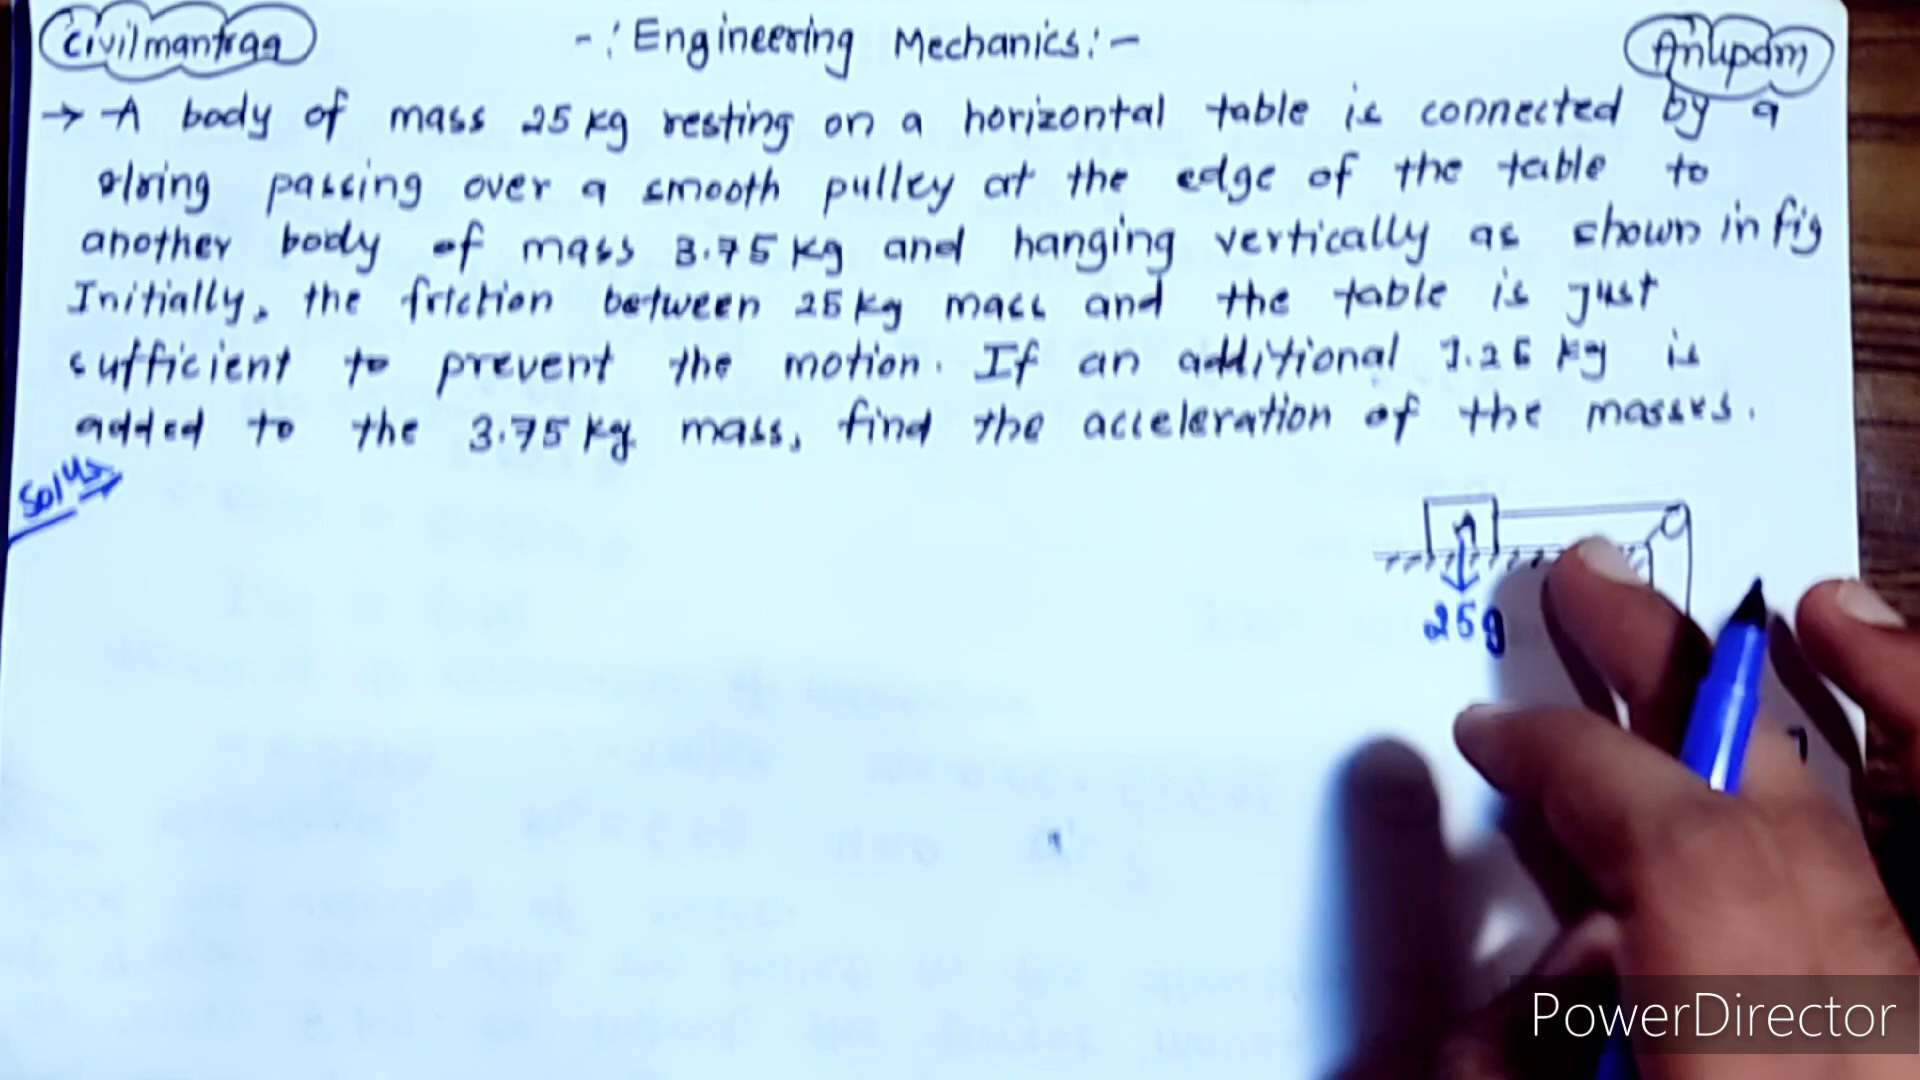 civilmantraa
-: Engineering Mechanics:-
Anupam
→ A body of mass 25 kg resting on a horizontal table is connected by a
string passing over a smooth pulley at the edge of the table to
another body of mass 3.75 kg and hanging vertically as shown in fig
Initially, the friction between 25 kg mass and the table is just
sufficient to prevent the motion. If an additional 1.25 kg is
added to the 3.75 kg mass, find the acceleration of the masses.
Soln
25g
PowerDirector